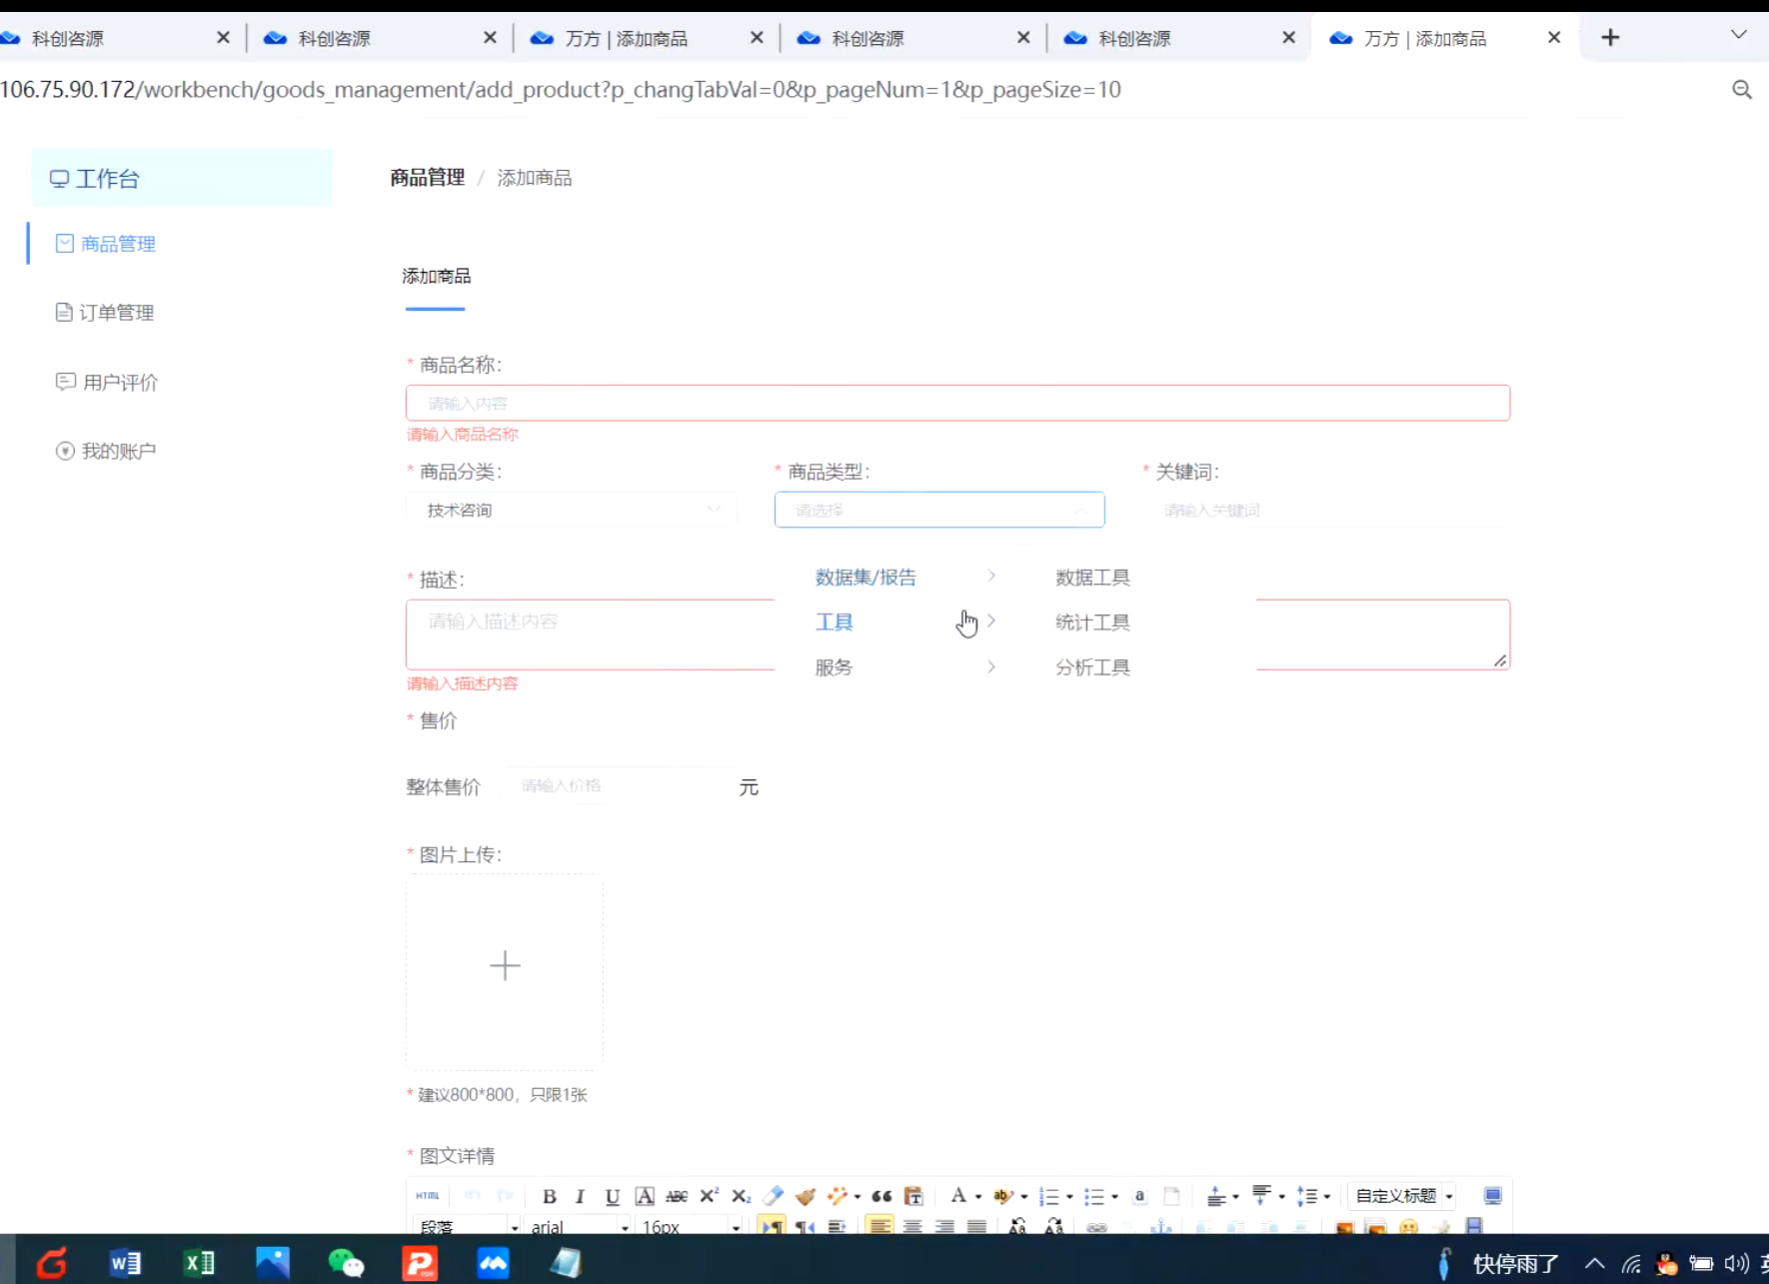 科创咨源
科创咨源
万方 | 添加商品
科创咨源
科创咨源
万方 | 添加商品
106.75.90.172/workbench/goods_management/add_product?p_changTabVal=0&p_pageNum=1&p_pageSize=10
工作台
商品管理 / 添加商品
商品管理
添加商品
订单管理
* 商品名称:
用户评价
请输入内容
请输入商品名称
我的账户
* 商品分类:
* 商品类型:
* 关键词:
技术咨询
请选择
请输入关键词
* 描述:
数据集/报告
数据工具
请输入描述内容
工具
统计工具
服务
分析工具
请输入描述内容
* 售价
整体售价
请输入价格
元
* 图片上传:
* 建议800*800，只限1张
* 图文详情
HTML
自定义标题
段落
arial
16px
快停雨了